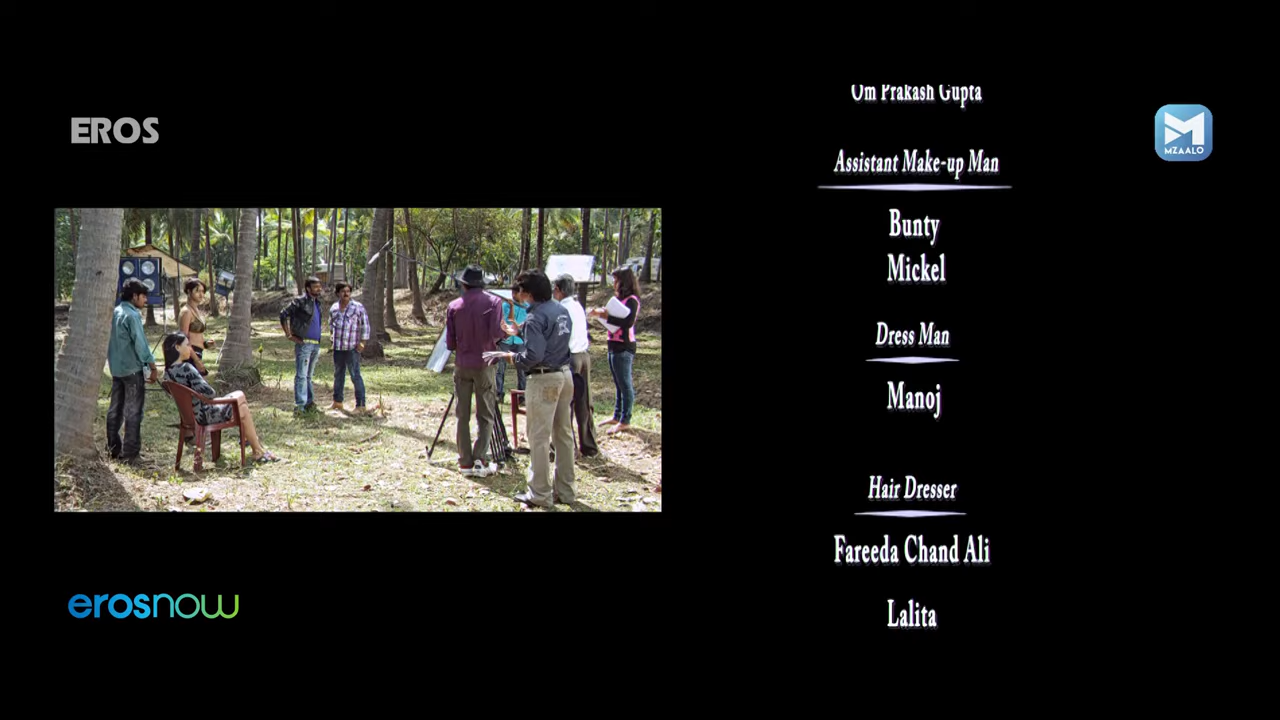 Om Prakash Gupta
EROS
MZAALO
Assistant Make-up Man
Bunty
Mickel
Dress Man
Manoj
Hair Dresser
Fareeda Chand Ali
erosnow
Lalita